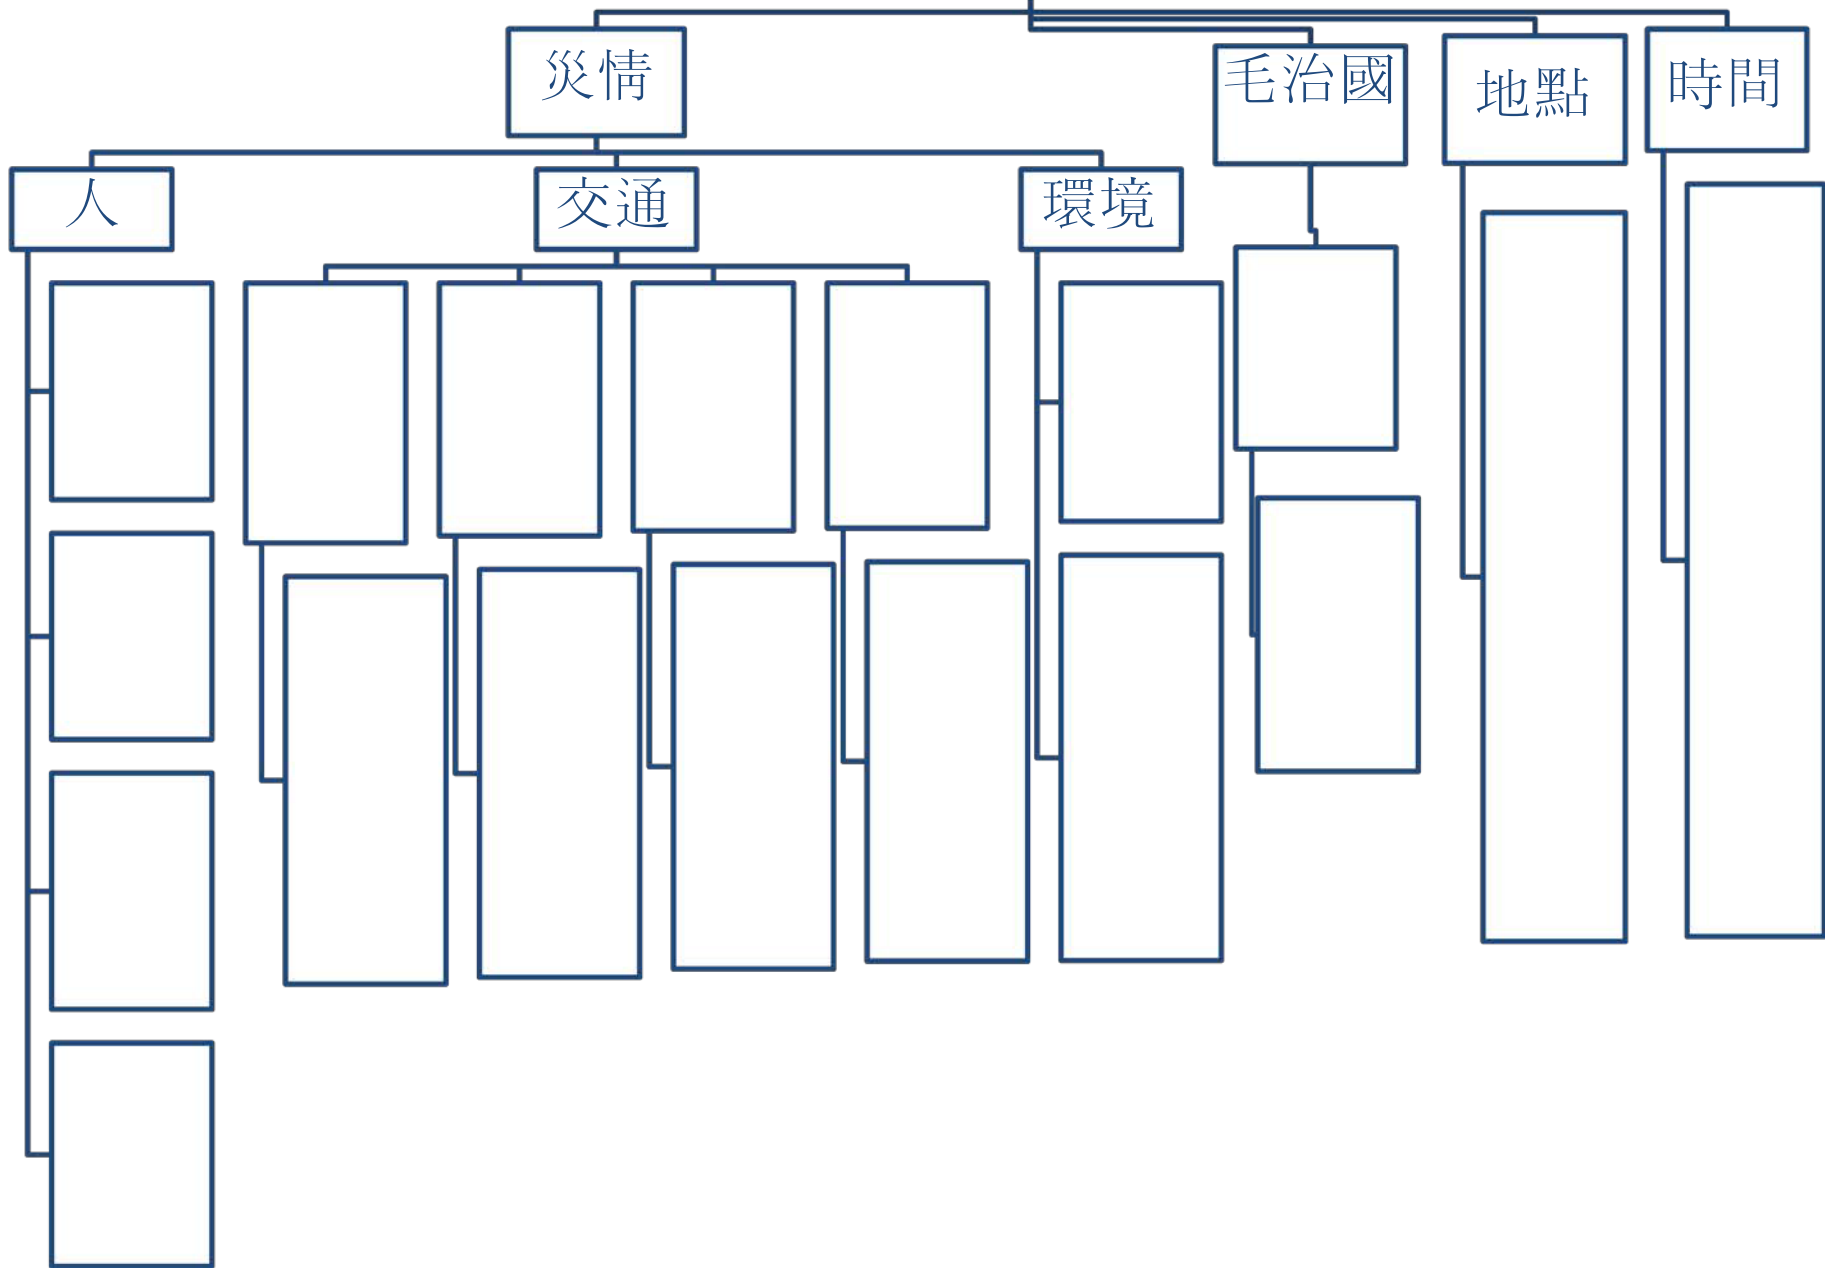 災情
毛治國
地點
時間
人
交通
環境